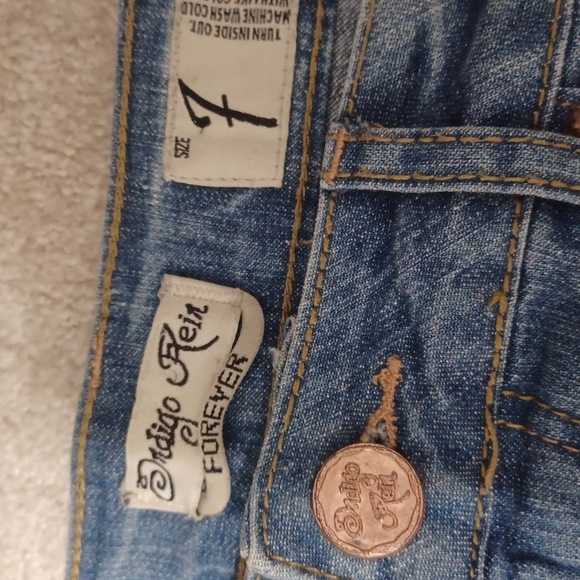 TURN INSIDE OUT.
MACHINE WASH COLD
SIZE 7
Indigo Rein
FOREVER
Indigo
Rein